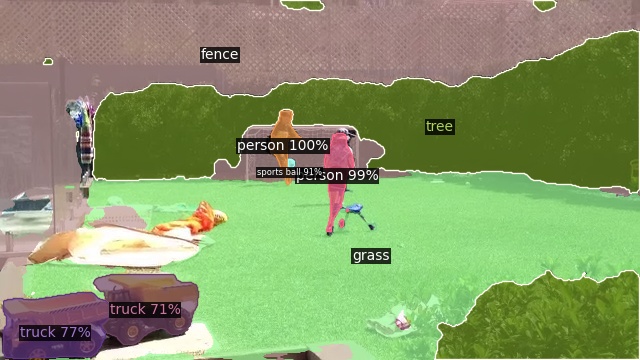 fence
tree
person 100%
sports ball 91%
person 99%
grass
truck 71%
truck 77%